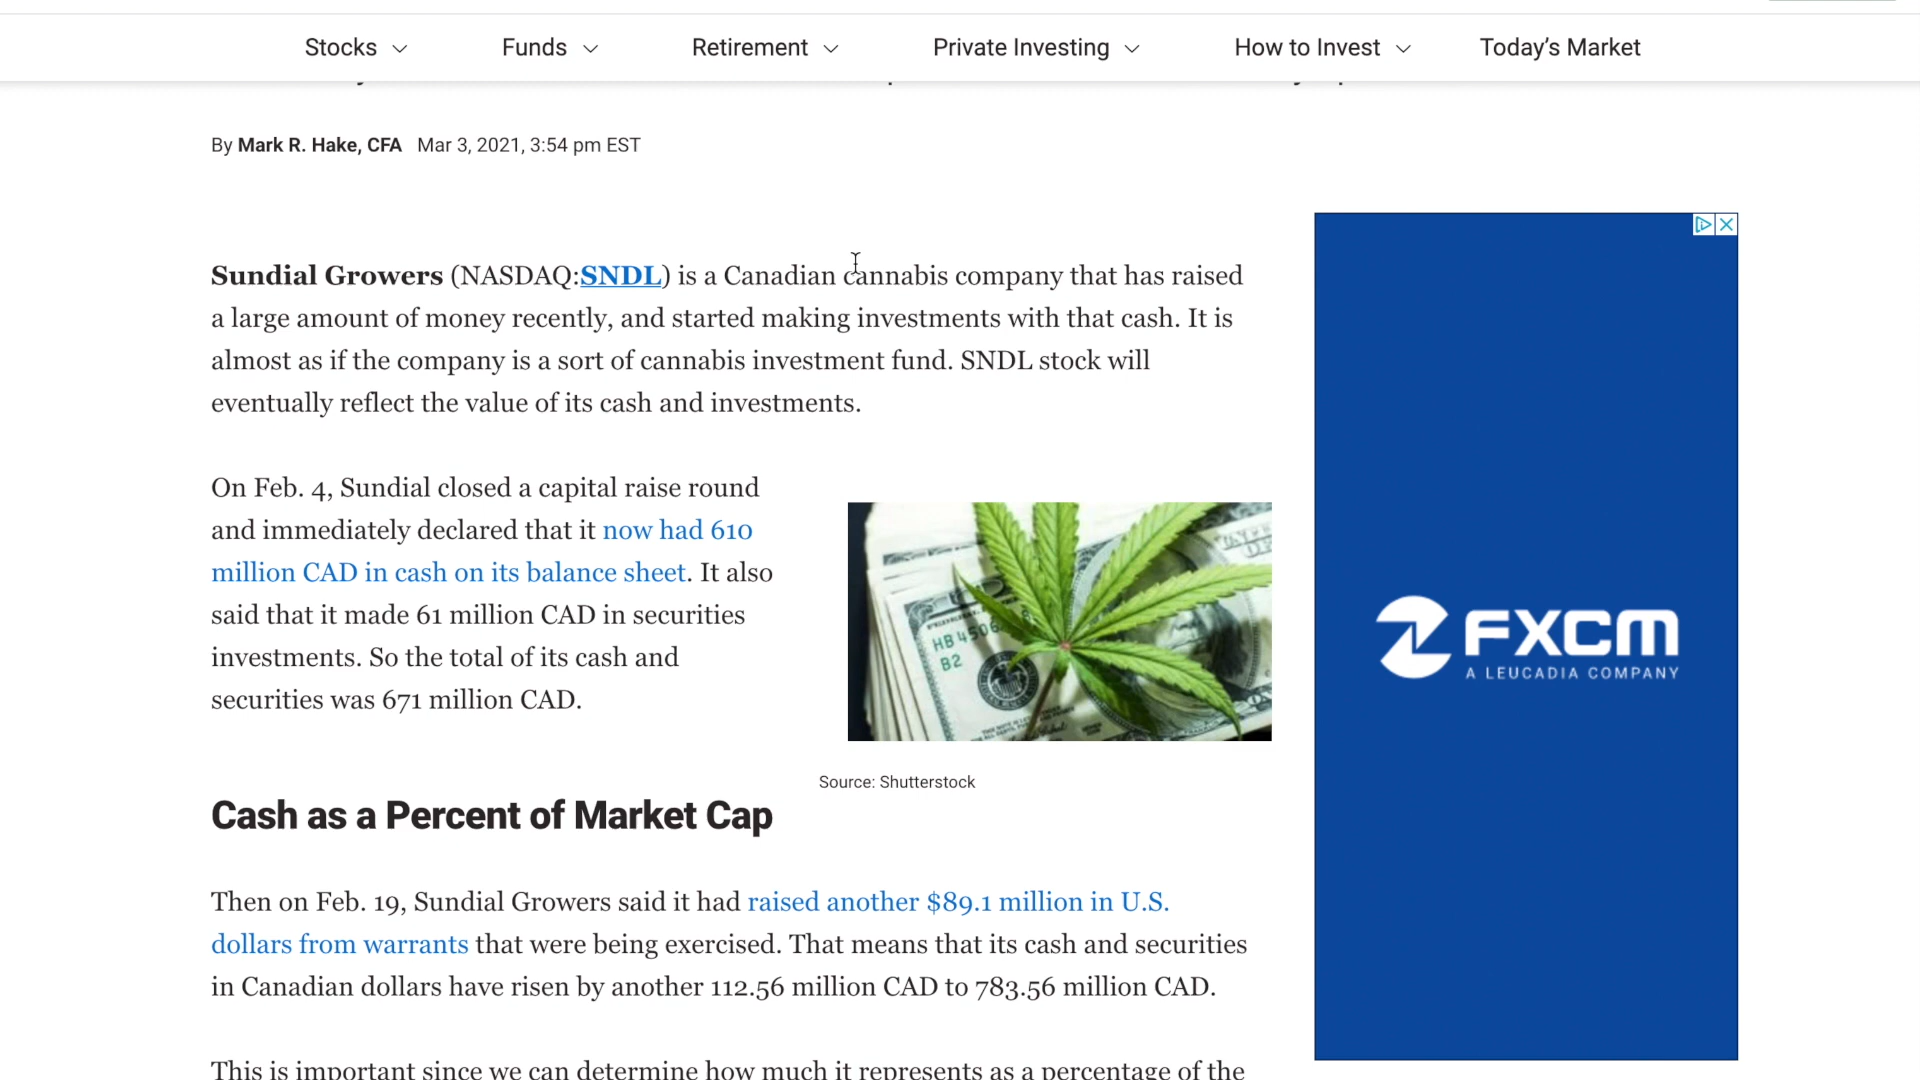 Stocks Funds Retirement Private Investing How to Invest Today’s Market
By Mark R. Hake, CFA Mar 3, 2021, 3:54 pm EST
Sundial Growers (NASDAQ:SNDL) is a Canadian cannabis company that has raised
a large amount of money recently, and started making investments with that cash. It is
almost as if the company is a sort of cannabis investment fund. SNDL stock will
eventually reflect the value of its cash and investments.
On Feb. 4, Sundial closed a capital raise round
and immediately declared that it now had 610
million CAD in cash on its balance sheet. It also
said that it made 61 million CAD in securities
investments. So the total of its cash and
securities was 671 million CAD.
HB 4506
B2
Source: Shutterstock
Cash as a Percent of Market Cap
Then on Feb. 19, Sundial Growers said it had raised another $89.1 million in U.S.
dollars from warrants that were being exercised. That means that its cash and securities
in Canadian dollars have risen by another 112.56 million CAD to 783.56 million CAD.
This is important since we can determine how much it represents as a percentage of the
FXCM
A LEUCADIA COMPANY